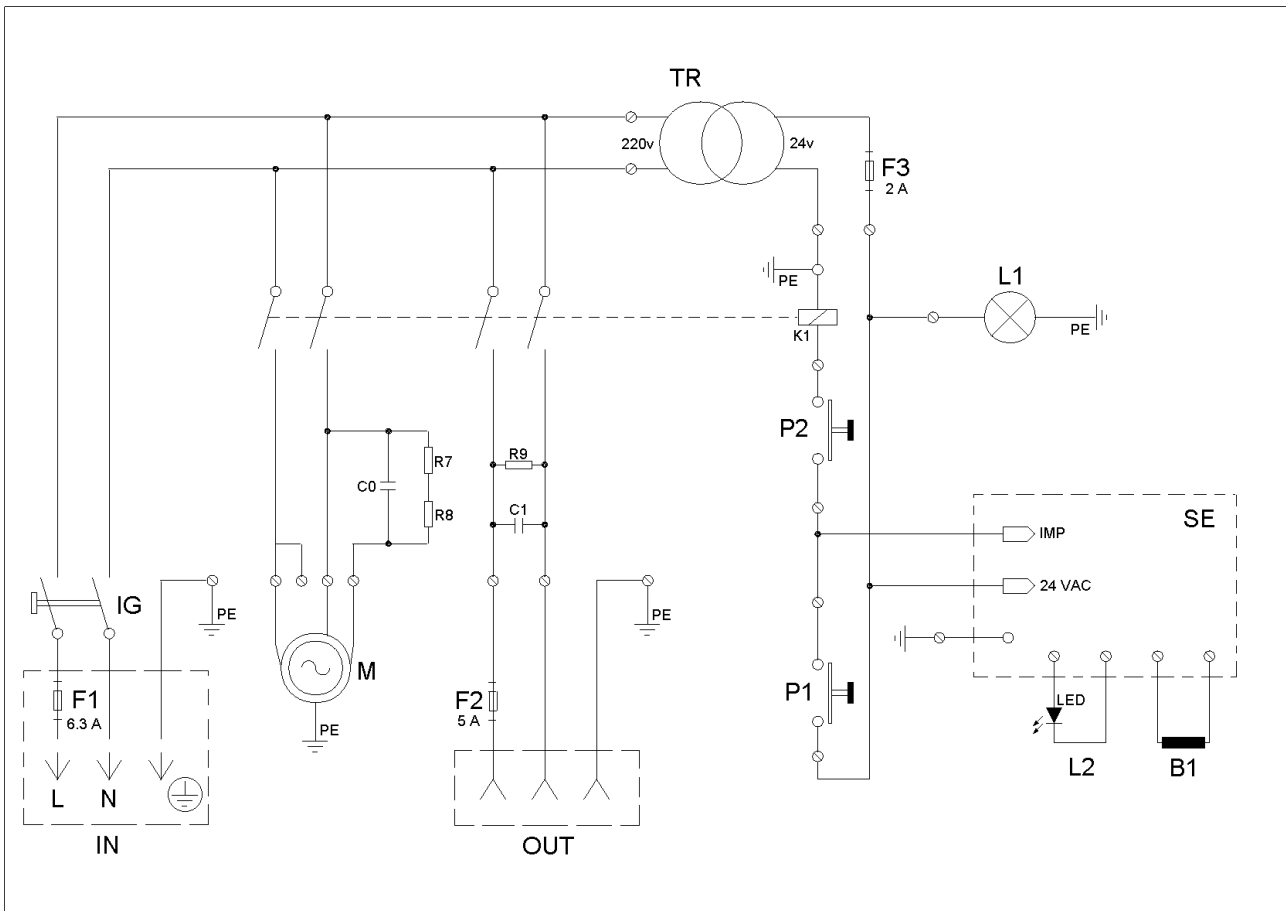 TR
220v
24v
F3
2 A
PE
L1
PE
K1
P2
R7
C0
R8
R9
C1
SE
IMP
24 VAC
IG
PE
M
PE
F1
6.3 A
F2
5 A
P1
LED
L2
B1
L
N
IN
OUT